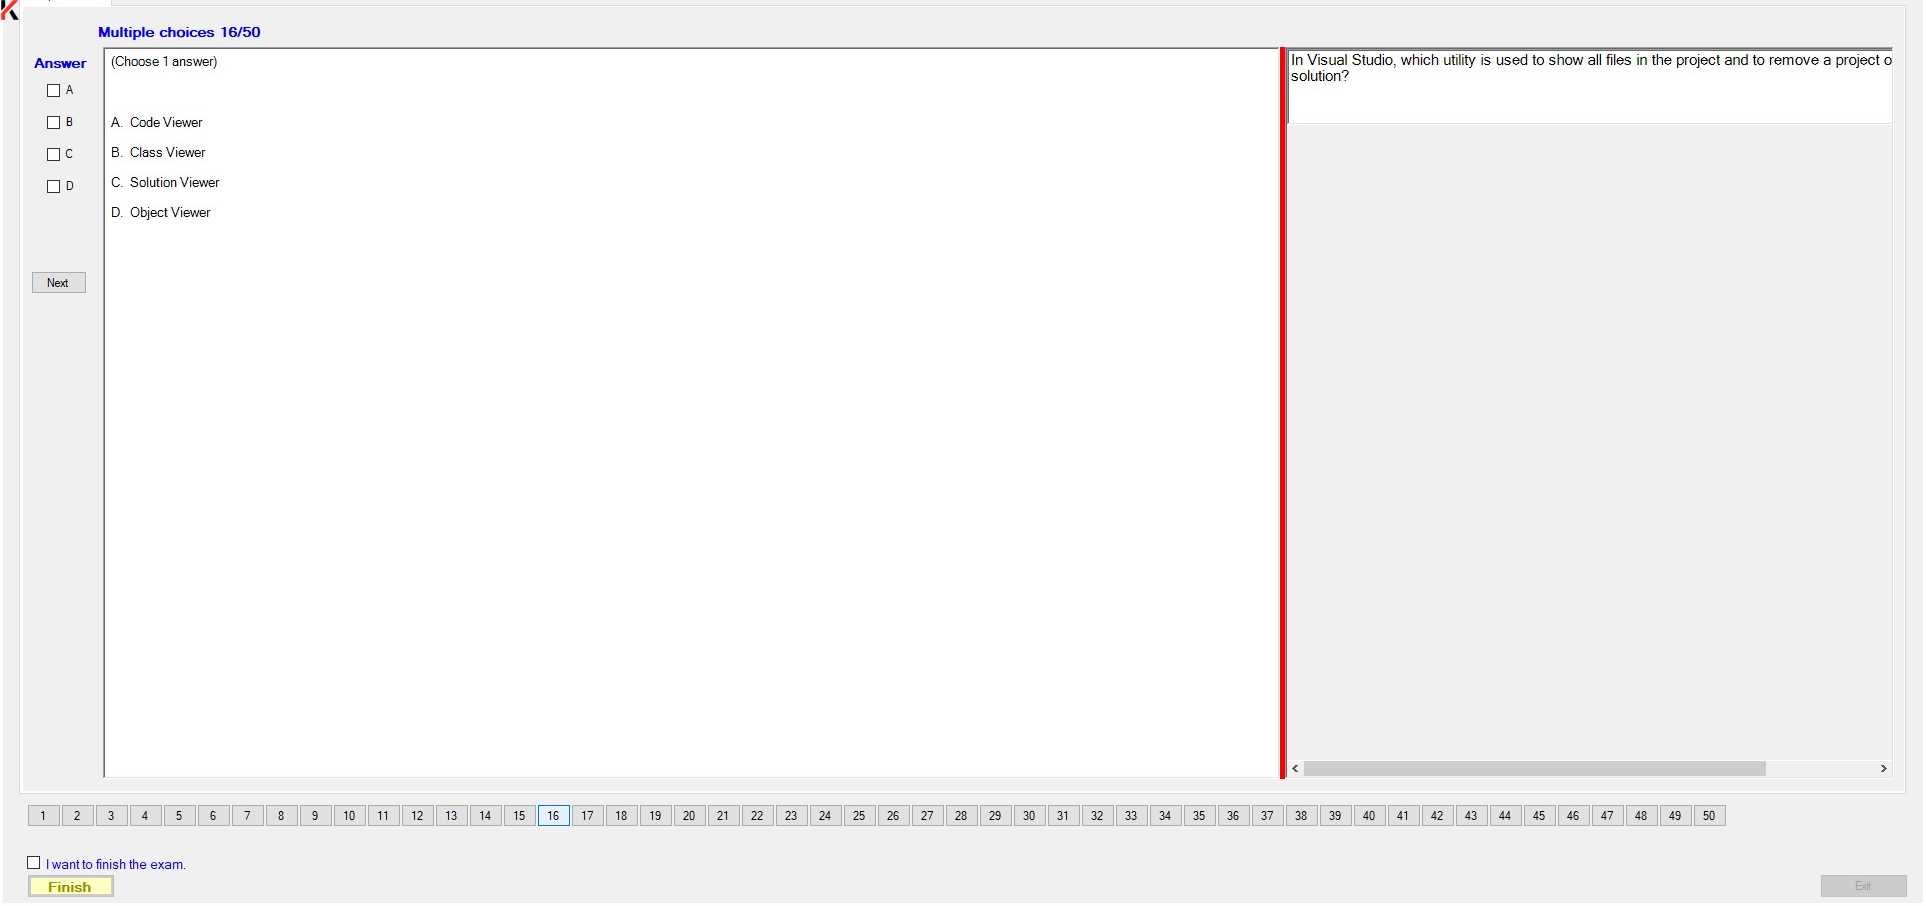 Multiple choices 16/50
Answer
A
B
C
D
Next
(Choose 1 answer)
A. Code Viewer
B. Class Viewer
C. Solution Viewer
D. Object Viewer
In Visual Studio, which utility is used to show all files in the project and to remove a project o
solution?
1 2 3 4 5 6 7 8 9 10 11 12 13 14 15 16 17 18 19 20 21 22 23 24 25 26 27 28 29 30 31 32 33 34 35 36 37 38 39 40 41 42 43 44 45 46 47 48 49 50
I want to finish the exam.
Finish
Exit